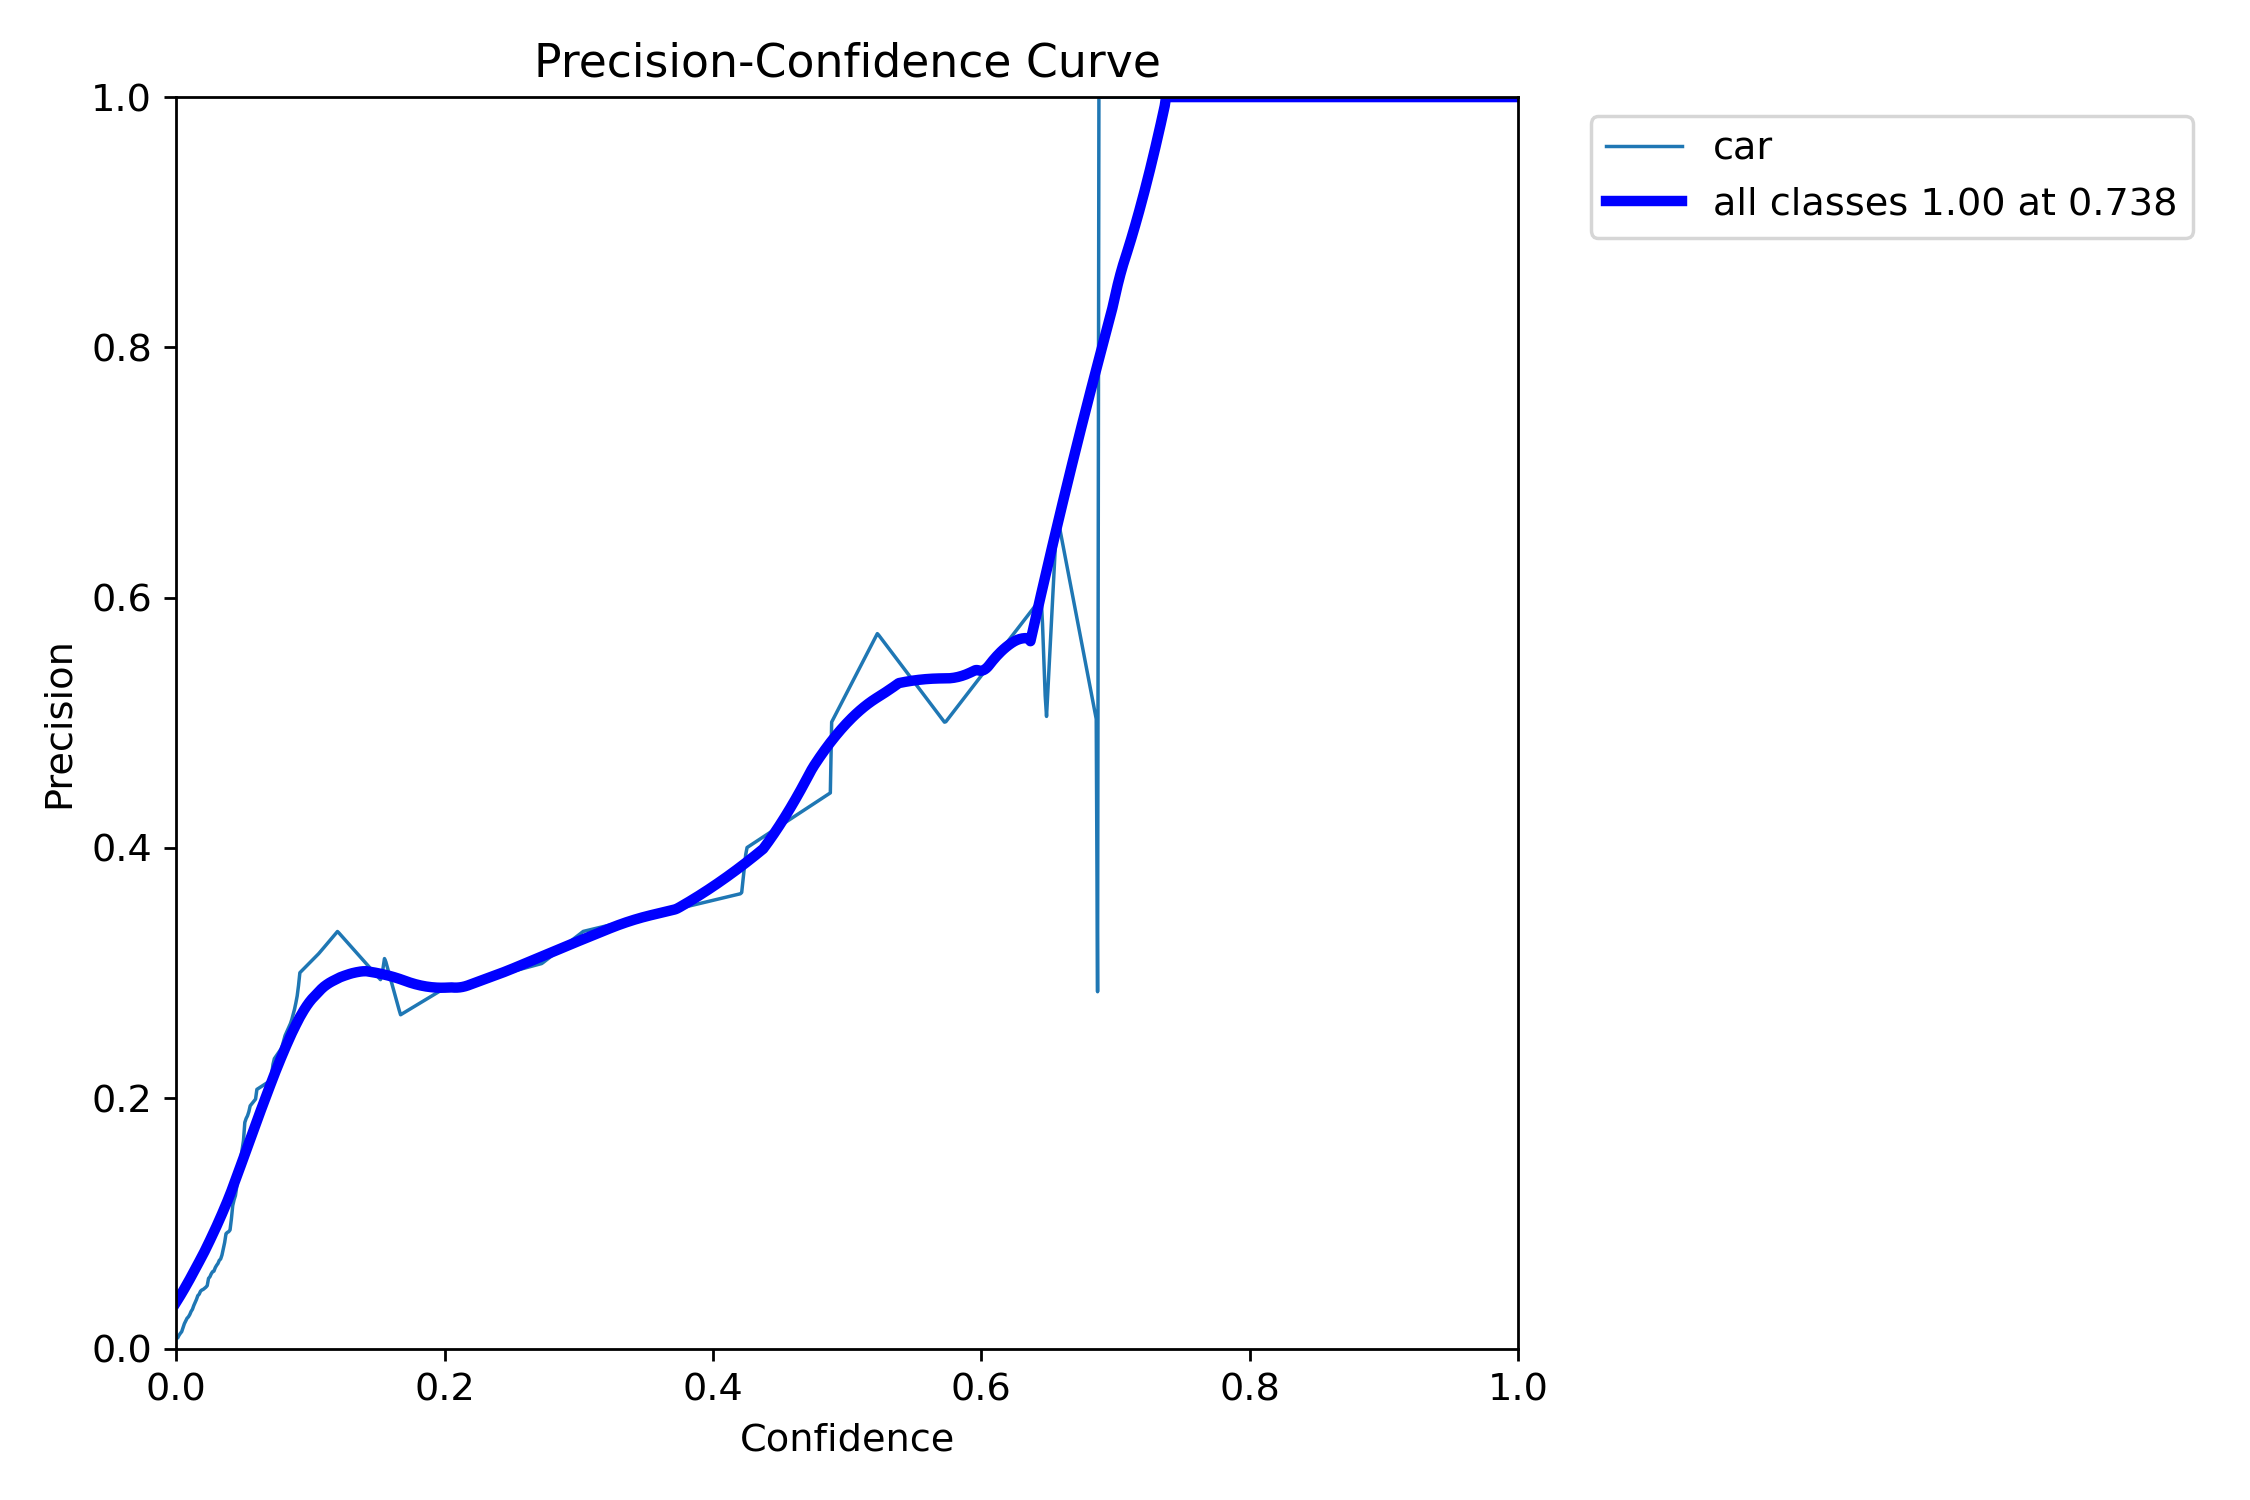 Precision-Confidence Curve
1.0
0.8
0.6
0.4
0.2
0.0
Precision
0.0 0.2 0.4 0.6 0.8 1.0
Confidence
car
all classes 1.00 at 0.738